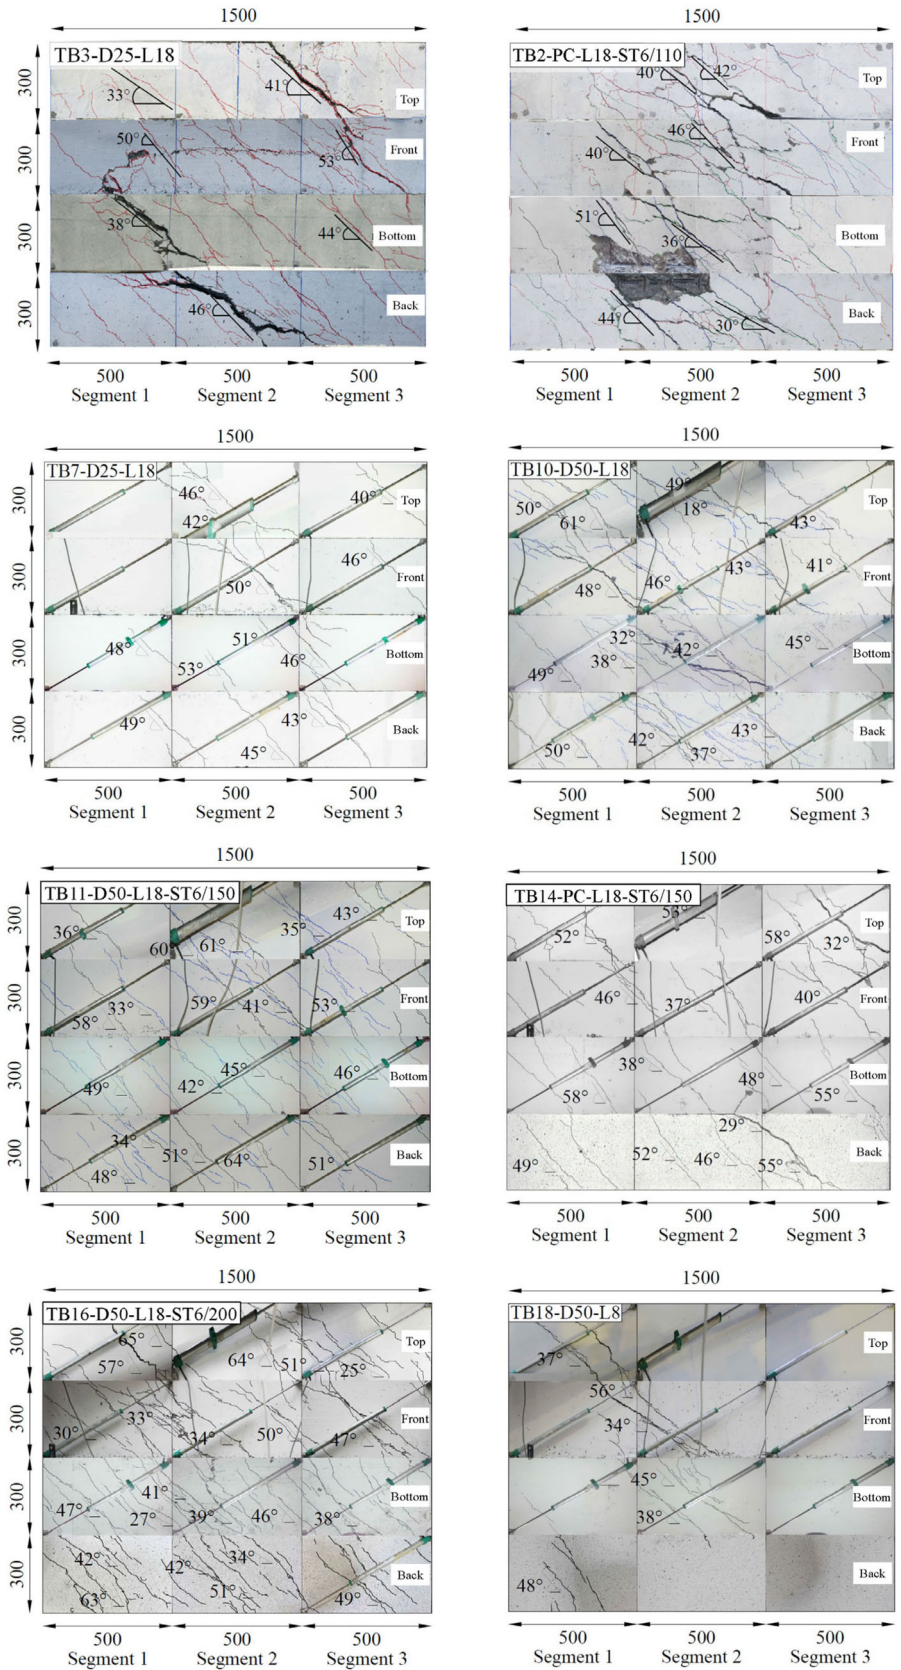 1500
1500
TB3-D25-L18
TB2-PC-L18-ST6/110
300
300
300
300
33°
41°
Top
50°
53°
Front
38°
44°
Bottom
46°
Back
40°
42°
Top
46°
40°
Front
51°
36°
Bottom
44°
30°
Back
500
500
500
Segment 1
Segment 2
Segment 3
500
500
500
Segment 1
Segment 2
Segment 3
1500
1500
TB7-D25-L18
TB10-D50-L18
300
300
300
300
46°
42°
40°
Top
50°
46°
Front
48°
53°
51°
46°
Bottom
49°
45°
43°
Back
50°
61°
49°
18°
43°
Top
48°
46°
43°
41°
Front
49°
38°
32°
42°
45°
Bottom
50°
42°
37°
43°
Back
500
500
500
Segment 1
Segment 2
Segment 3
500
500
500
Segment 1
Segment 2
Segment 3
1500
1500
TB11-D50-L18-ST6/150
TB14-PC-L18-ST6/150
300
300
300
300
36°
60
61°
35°
43°
Top
58°
33°
59°
41°
53°
Front
49°
42°
45°
46°
Bottom
34°
48°
51°
64°
51°
Back
52°
53°
58°
32°
Top
46°
37°
40°
Front
58°
38°
48°
55°
Bottom
49°
52°
46°
29°
55°
Back
500
500
500
Segment 1
Segment 2
Segment 3
500
500
500
Segment 1
Segment 2
Segment 3
1500
1500
TB16-D50-L18-ST6/200
TB18-D50-L8
300
300
300
300
65°
57°
64°
51°
25°
Top
30°
33°
34°
50°
47°
Front
47°
41°
27°
39°
46°
38°
Bottom
42°
63°
42°
34°
51°
49°
Back
37°
Top
56°
34°
Front
45°
38°
Bottom
48°
Back
500
500
500
Segment 1
Segment 2
Segment 3
500
500
500
Segment 1
Segment 2
Segment 3